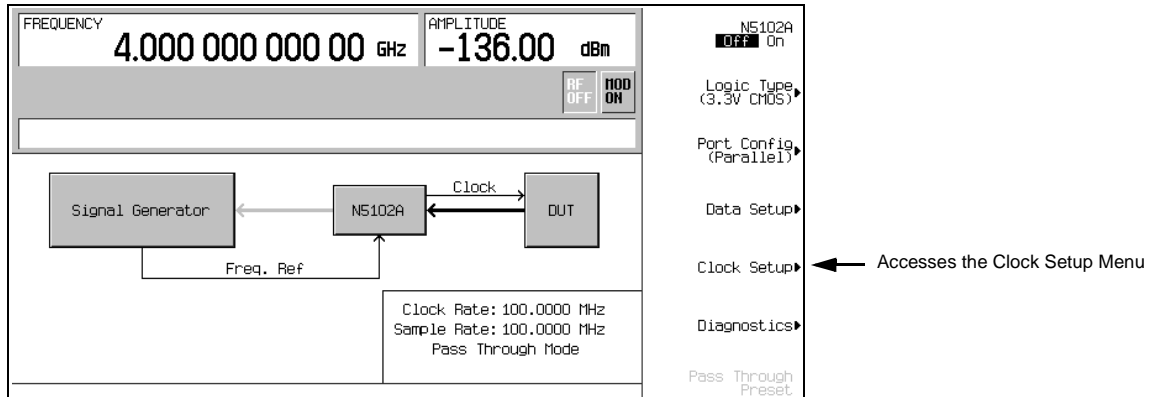 FREQUENCY
4.000 000 000 00 GHz
AMPLITUDE
-136.00 dBm
RF
OFF
MOD
ON
N5102A
Off On
Logic Type
(3.3V CMOS)
Port Config
(Parallel)
Data Setup
Clock Setup
Accesses the Clock Setup Menu
Diagnostics
Pass Through
Preset
Signal Generator
N5102A
Clock
DUT
Freq. Ref
Clock Rate: 100.0000 MHz
Sample Rate: 100.0000 MHz
Pass Through Mode